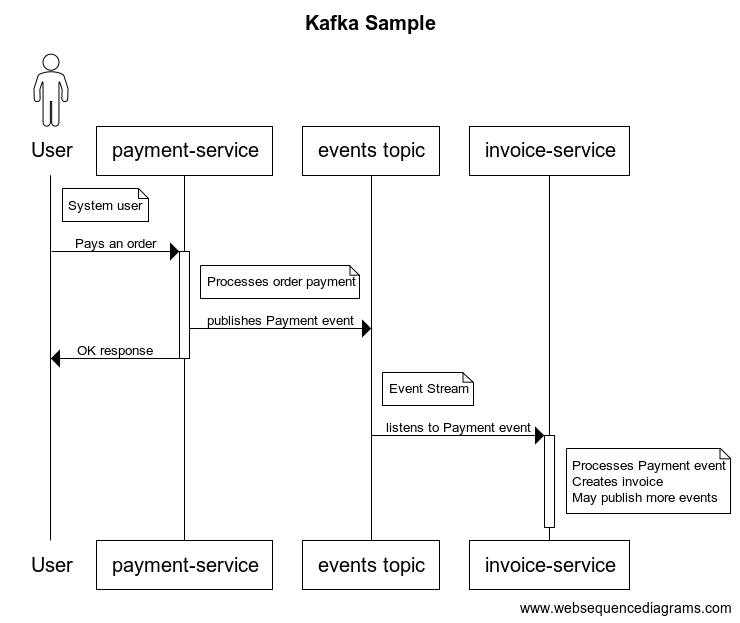 Kafka Sample
User
payment-service
events topic
invoice-service
System user
Pays an order
Processes order payment
publishes Payment event
OK response
Event Stream
listens to Payment event
Processes Payment event
Creates invoice
May publish more events
User
payment-service
events topic
invoice-service
www.websequencediagrams.com